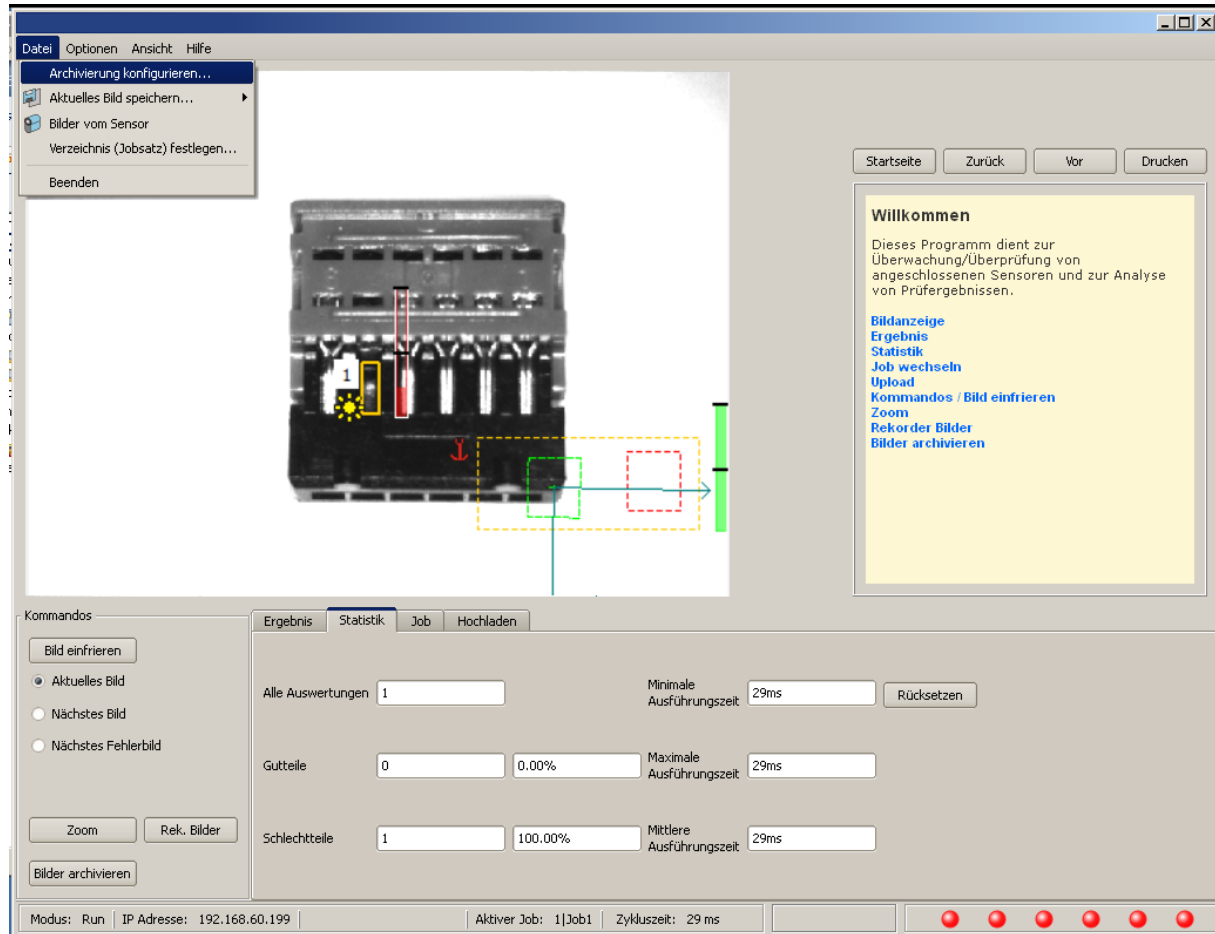 Datei Optionen Ansicht Hilfe
Archivierung konfigurieren...
Aktuelles Bild speichern...
Bilder vom Sensor
Verzeichnis (Jobsatz) festlegen...
Beenden
Startseite Zurück Vor Drucken
Willkommen
Dieses Programm dient zur
Überwachung/Überprüfung von
angeschlossenen Sensoren und zur Analyse
von Prüfergebnissen.
Bildanzeige
Ergebnis
Statistik
Job wechseln
Upload
Kommandos / Bild einfrieren
Zoom
Rekorder Bilder
Bilder archivieren
1
Kommandos
Bild einfrieren
Aktuelles Bild
Nächstes Bild
Nächstes Fehlerbild
Zoom Rek. Bilder
Bilder archivieren
Ergebnis Statistik Job Hochladen
Alle Auswertungen 1
Minimale
Ausführungszeit 29ms Rücksetzen
Gutteile 0 0.00%
Maximale
Ausführungszeit 29ms
Schlechtteile 1 100.00%
Mittlere
Ausführungszeit 29ms
Modus: Run IP Adresse: 192.168.60.199 Aktiver Job: 1|Job1 Zykluszeit: 29 ms